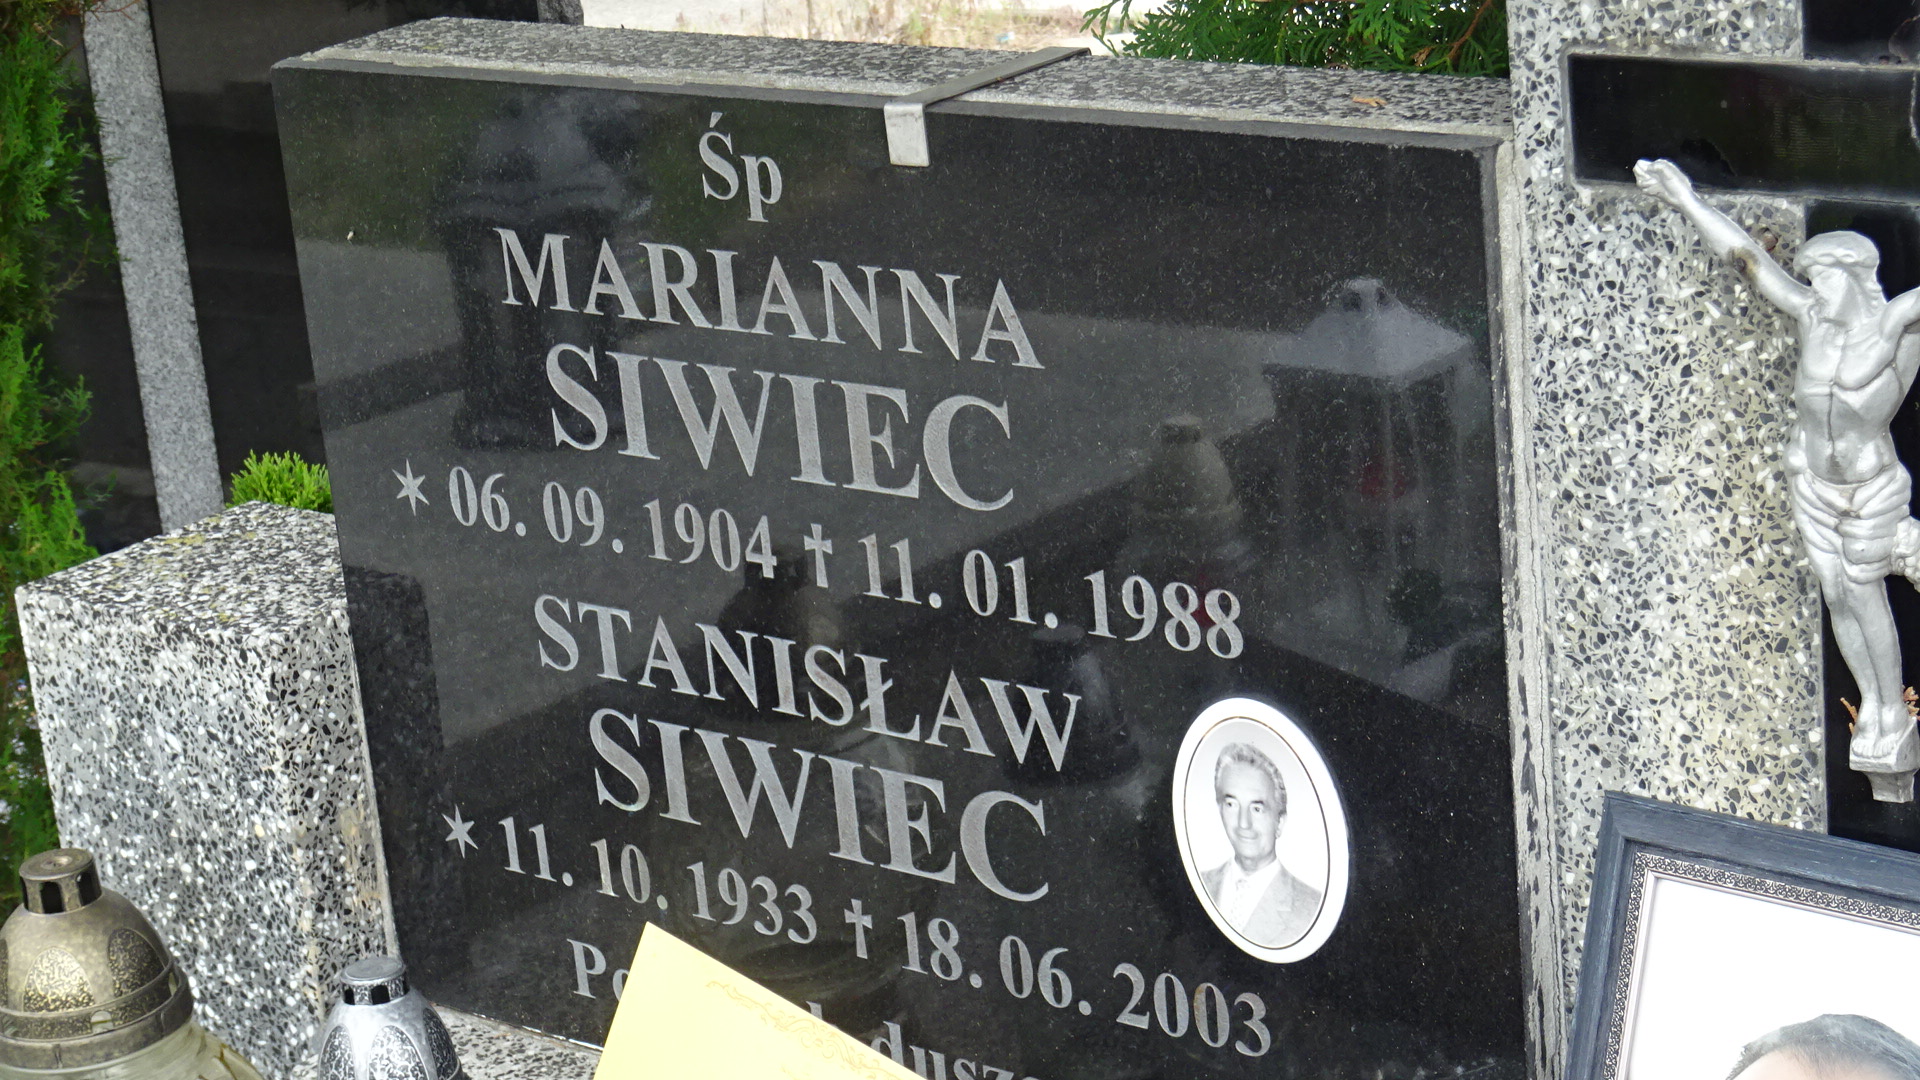 Śp
MARIANNA
SIWIEC
* 06. 09. 1904 † 11. 01. 1988
STANISŁAW
SIWIEC
* 11. 10. 1933 † 18. 06. 2003